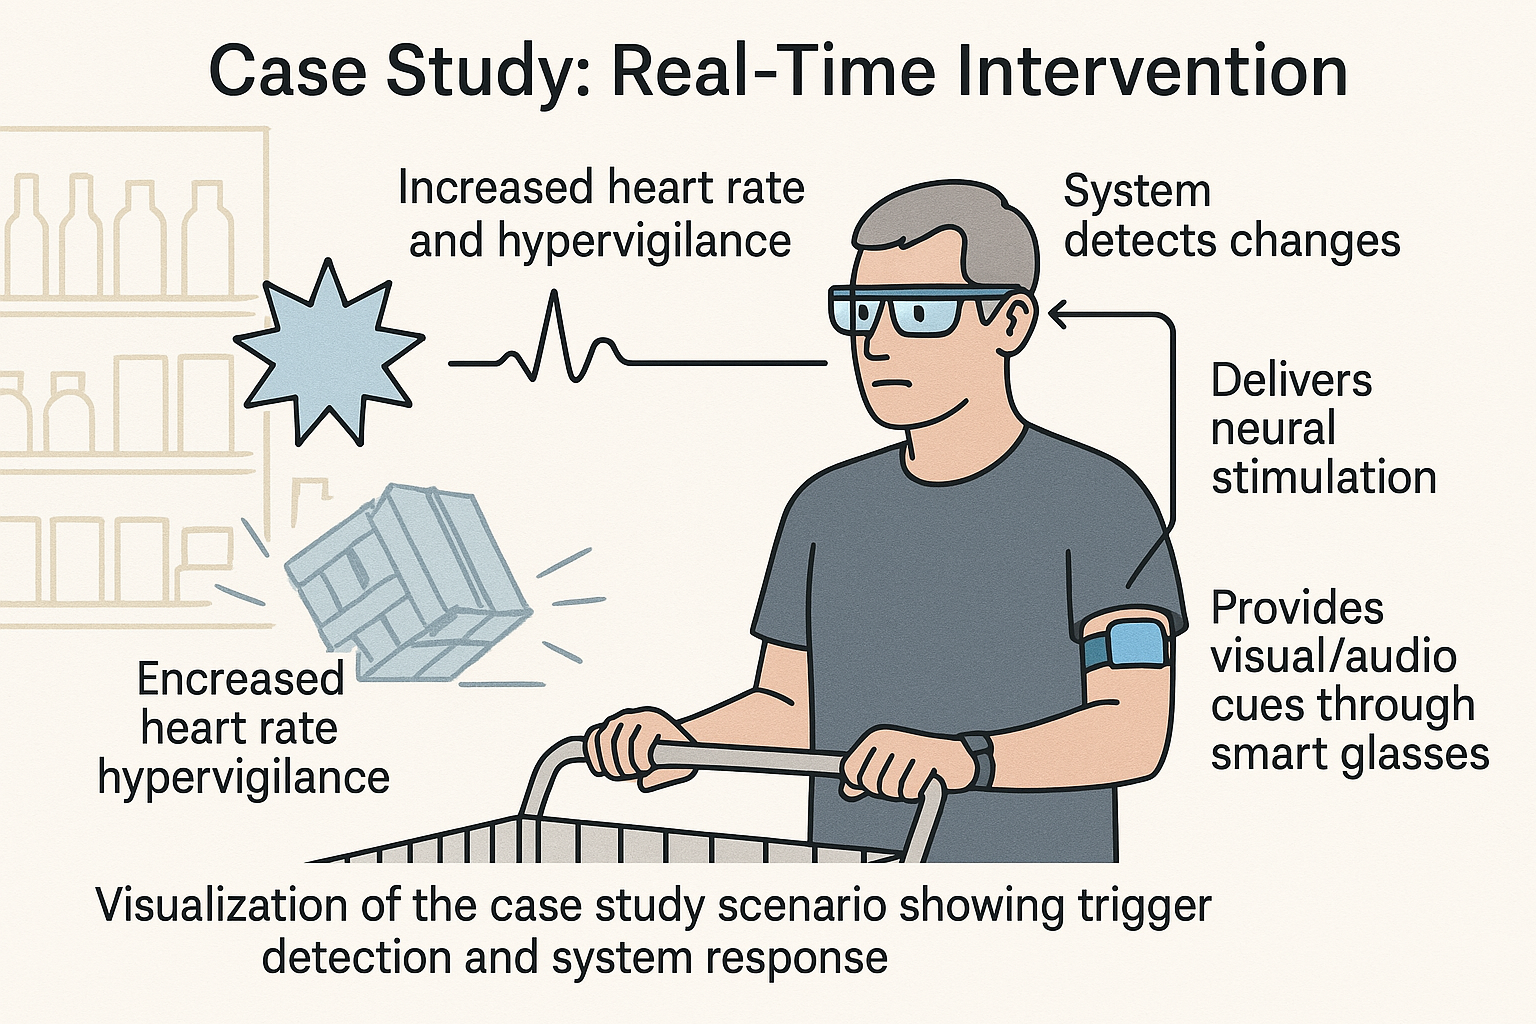 Case Study: Real-Time Intervention
Increased heart rate
and hypervigilance
System
detects changes
Delivers
neural
stimulation
Encreased
heart rate
hypervigilance
Provides
visual/audio
cues through
smart glasses
Visualization of the case study scenario showing trigger
detection and system response